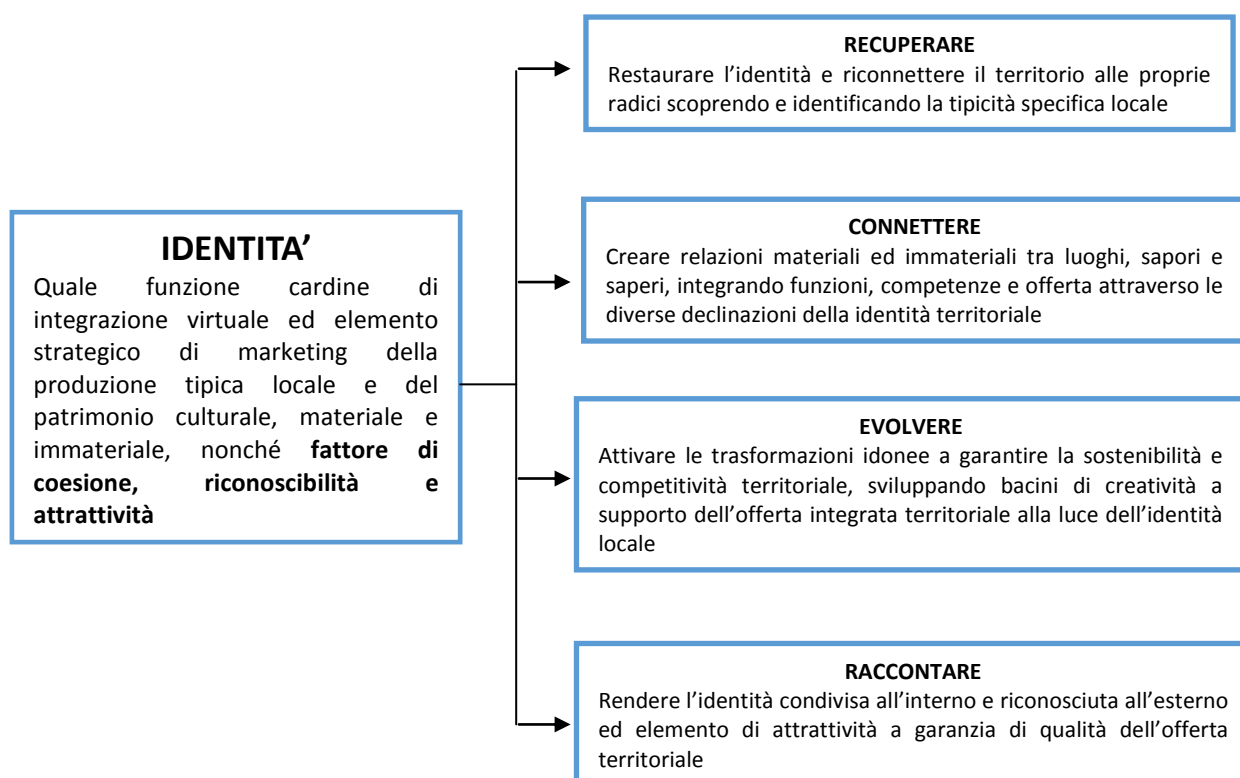 RECUPERARE
Restaurare l’identità e riconnettere il territorio alle proprie
radici scoprendo e identificando la tipicità specifica locale
IDENTITA’
Quale funzione cardine di
integrazione virtuale ed elemento
strategico di marketing della
produzione tipica locale e del
patrimonio culturale, materiale e
immateriale, nonché fattore di
coesione, riconoscibilità e
attrattività
CONNETTERE
Creare relazioni materiali ed immateriali tra luoghi, sapori e
saperi, integrando funzioni, competenze e offerta attraverso le
diverse declinazioni della identità territoriale
EVOLVERE
Attivare le trasformazioni idonee a garantire la sostenibilità e
competitività territoriale, sviluppando bacini di creatività a
supporto dell’offerta integrata territoriale alla luce dell’identità
locale
RACCONTARE
Rendere l’identità condivisa all’interno e riconosciuta all’esterno
ed elemento di attrattività a garanzia di qualità dell’offerta
territoriale